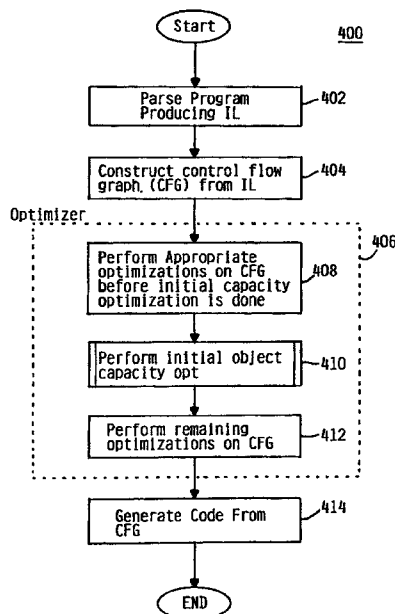 Start
400
Parse Program
Producing IL
402
Construct control flow
graph, (CFG) from IL
404
Optimizer
406
Perform Appropriate
optimizations on CFG
before initial capacity
optimization is done
408
Perform initial object
capacity opt
410
Perform remaining
optimizations on CFG
412
Generate Code From
CFG
414
END